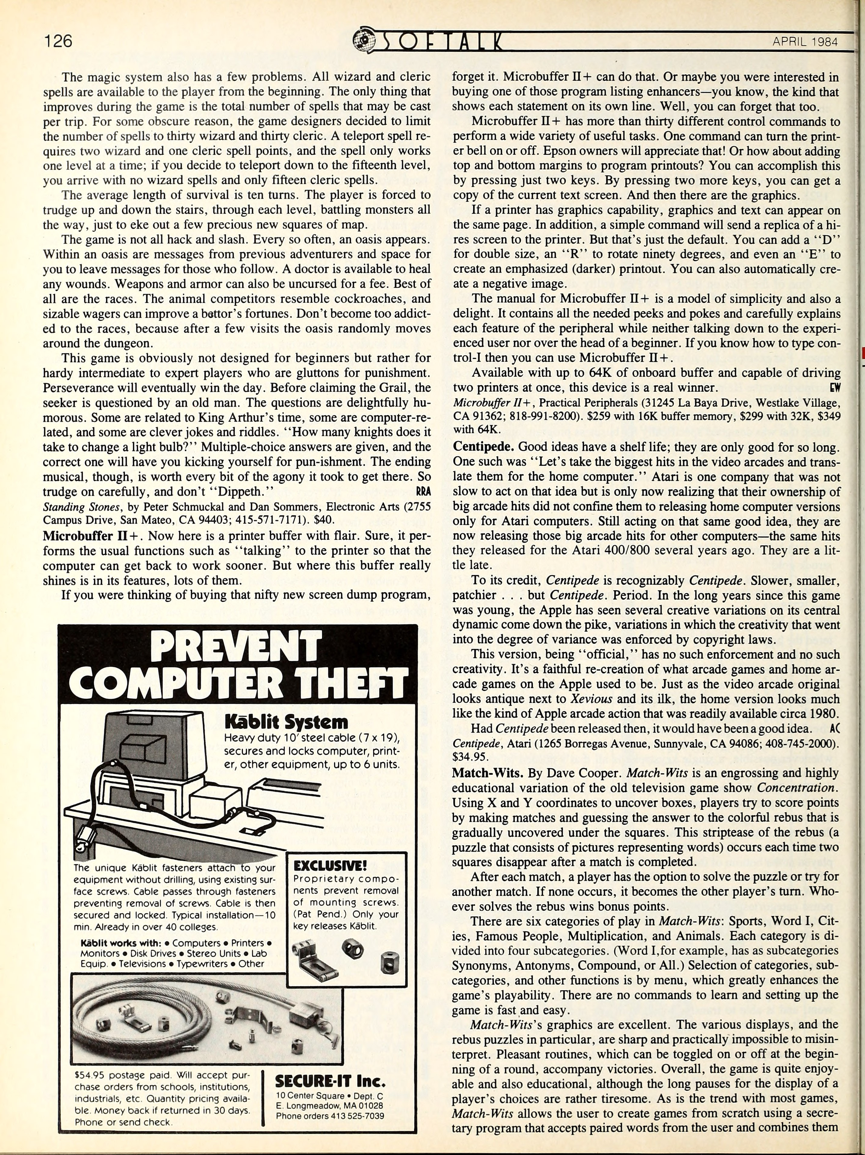 126
SOFTALK
APRIL 1984
The magic system also has a few problems. All wizard and cleric
spells are available to the player from the beginning. The only thing that
improves during the game is the total number of spells that may be cast
per trip. For some obscure reason, the game designers decided to limit
the number of spells to thirty wizard and thirty cleric. A teleport spell re-
quires two wizard and one cleric spell points, and the spell only works
one level at a time; if you decide to teleport down to the fifteenth level,
you arrive with no wizard spells and only fifteen cleric spells.
The average length of survival is ten turns. The player is forced to
trudge up and down the stairs, through each level, battling monsters all
the way, just to eke out a few precious new squares of map.
The game is not all hack and slash. Every so often, an oasis appears.
Within an oasis are messages from previous adventurers and space for
you to leave messages for those who follow. A doctor is available to heal
any wounds. Weapons and armor can also be uncursed for a fee. Best of
all are the races. The animal competitors resemble cockroaches, and
sizable wagers can improve a bettor's fortunes. Don't become too addict-
ed to the races, because after a few visits the oasis randomly moves
around the dungeon.
This game is obviously not designed for beginners but rather for
hardy intermediate to expert players who are gluttons for punishment.
Perseverance will eventually win the day. Before claiming the Grail, the
seeker is questioned by an old man. The questions are delightfully hu-
morous. Some are related to King Arthur's time, some are computer-re-
lated, and some are clever jokes and riddles. "How many knights does it
take to change a light bulb?" Multiple-choice answers are given, and the
correct one will have you kicking yourself for pun-ishment. The ending
musical, though, is worth every bit of the agony it took to get there. So
trudge on carefully, and don't "Dippeth." RRA
Standing Stones, by Peter Schmuckal and Dan Sommers, Electronic Arts (2755
Campus Drive, San Mateo, CA 94403; 415-571-7171). $40.
Microbuffer II+. Now here is a printer buffer with flair. Sure, it per-
forms the usual functions such as "talking" to the printer so that the
computer can get back to work sooner. But where this buffer really
shines is in its features, lots of them.
If you were thinking of buying that nifty new screen dump program,
PREVENT
COMPUTER THEFT
Kāblit System
Heavy duty 10' steel cable (7 x 19),
secures and locks computer, print-
er, other equipment, up to 6 units.
The unique Kāblit fasteners attach to your
equipment without drilling, using existing sur-
face screws. Cable passes through fasteners
preventing removal of screws. Cable is then
secured and locked. Typical installation—10
min. Already in over 40 colleges.
Kāblit works with: • Computers • Printers •
Monitors • Disk Drives • Stereo Units • Lab
Equip. • Televisions • Typewriters • Other
EXCLUSIVE!
Proprietary compo-
nents prevent removal
of mounting screws.
(Pat Pend.) Only your
key releases Kāblit.
$54.95 postage paid. Will accept pur-
chase orders from schools, institutions,
industrials, etc. Quantity pricing availa-
ble. Money back if returned in 30 days.
Phone or send check.
SECURE-IT Inc.
10 Center Square • Dept. C
E. Longmeadow, MA 01028
Phone orders 413 525-7039
forget it. Microbuffer II+ can do that. Or maybe you were interested in
buying one of those program listing enhancers—you know, the kind that
shows each statement on its own line. Well, you can forget that too.
Microbuffer II+ has more than thirty different control commands to
perform a wide variety of useful tasks. One command can turn the print-
er bell on or off. Epson owners will appreciate that! Or how about adding
top and bottom margins to program printouts? You can accomplish this
by pressing just two keys. By pressing two more keys, you can get a
copy of the current text screen. And then there are the graphics.
If a printer has graphics capability, graphics and text can appear on
the same page. In addition, a simple command will send a replica of a hi-
res screen to the printer. But that's just the default. You can add a "D"
for double size, an "R" to rotate ninety degrees, and even an "E" to
create an emphasized (darker) printout. You can also automatically cre-
ate a negative image.
The manual for Microbuffer II+ is a model of simplicity and also a
delight. It contains all the needed peeks and pokes and carefully explains
each feature of the peripheral while neither talking down to the experi-
enced user nor over the head of a beginner. If you know how to type con-
trol-I then you can use Microbuffer II+.
Available with up to 64K of onboard buffer and capable of driving
two printers at once, this device is a real winner. EW
Microbuffer II+, Practical Peripherals (31245 La Baya Drive, Westlake Village,
CA 91362; 818-991-8200). $259 with 16K buffer memory, $299 with 32K, $349
with 64K.
Centipede. Good ideas have a shelf life; they are only good for so long.
One such was "Let's take the biggest hits in the video arcades and trans-
late them for the home computer." Atari is one company that was not
slow to act on that idea but is only now realizing that their ownership of
big arcade hits did not confine them to releasing home computer versions
only for Atari computers. Still acting on that same good idea, they are
now releasing those big arcade hits for other computers—the same hits
they released for the Atari 400/800 several years ago. They are a lit-
tle late.
To its credit, Centipede is recognizably Centipede. Slower, smaller,
patchier . . . but Centipede. Period. In the long years since this game
was young, the Apple has seen several creative variations on its central
dynamic come down the pike, variations in which the creativity that went
into the degree of variance was enforced by copyright laws.
This version, being "official," has no such enforcement and no such
creativity. It's a faithful re-creation of what arcade games and home ar-
cade games on the Apple used to be. Just as the video arcade original
looks antique next to Xevious and its ilk, the home version looks much
like the kind of Apple arcade action that was readily available circa 1980.
Had Centipede been released then, it would have been a good idea. AC
Centipede, Atari (1265 Borregas Avenue, Sunnyvale, CA 94086; 408-745-2000).
$34.95.
Match-Wits. By Dave Cooper. Match-Wits is an engrossing and highly
educational variation of the old television game show Concentration.
Using X and Y coordinates to uncover boxes, players try to score points
by making matches and guessing the answer to the colorful rebus that is
gradually uncovered under the squares. This striptease of the rebus (a
puzzle that consists of pictures representing words) occurs each time two
squares disappear after a match is completed.
After each match, a player has the option to solve the puzzle or try for
another match. If none occurs, it becomes the other player's turn. Who-
ever solves the rebus wins bonus points.
There are six categories of play in Match-Wits: Sports, Word I, Cit-
ies, Famous People, Multiplication, and Animals. Each category is di-
vided into four subcategories. (Word I,for example, has as subcategories
Synonyms, Antonyms, Compound, or All.) Selection of categories, sub-
categories, and other functions is by menu, which greatly enhances the
game's playability. There are no commands to learn and setting up the
game is fast and easy.
Match-Wits's graphics are excellent. The various displays, and the
rebus puzzles in particular, are sharp and practically impossible to misin-
terpret. Pleasant routines, which can be toggled on or off at the begin-
ning of a round, accompany victories. Overall, the game is quite enjoy-
able and also educational, although the long pauses for the display of a
player's choices are rather tiresome. As is the trend with most games,
Match-Wits allows the user to create games from scratch using a secre-
tary program that accepts paired words from the user and combines them